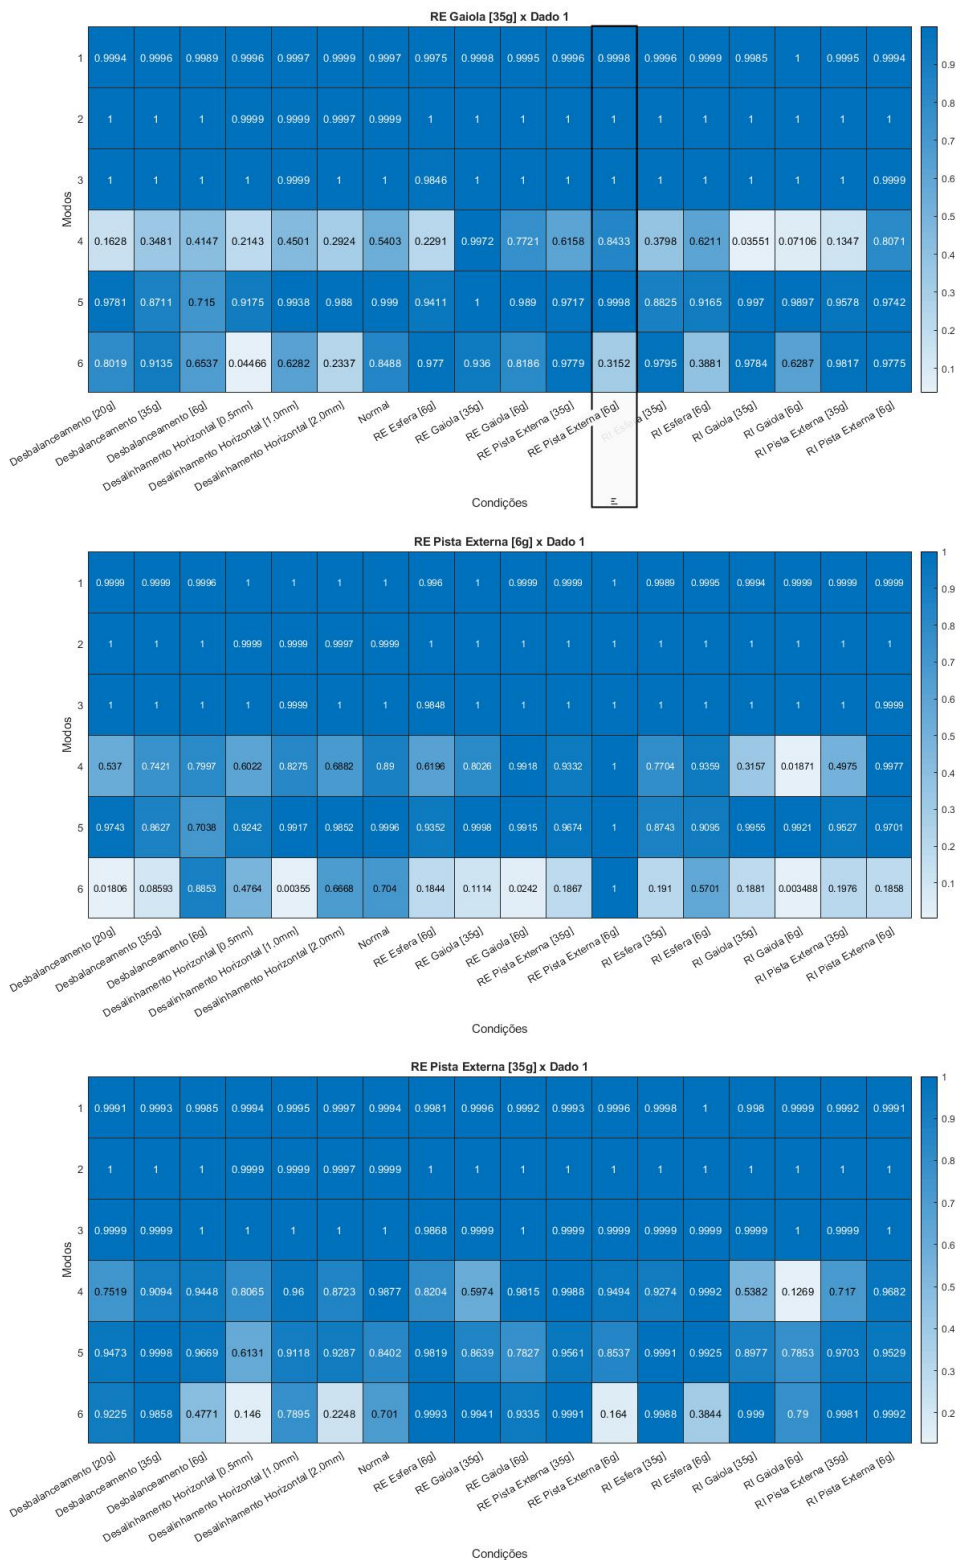 RE Gaiola [35g] x Dado 1
1 0.9994 0.9996 0.9989 0.9996 0.9997 0.9999 0.9997 0.9975 0.9998 0.9995 0.9996 0.9998 0.9996 0.9999 0.9985 1 0.9995 0.9994
2 1 1 1 0.9999 0.9999 0.9997 0.9999 1 1 1 1 1 1 1 1 1 1 1
3 1 1 1 1 0.9999 1 1 0.9846 1 1 1 1 1 1 1 1 1 0.9999
4 0.1628 0.3481 0.4147 0.2143 0.4501 0.2924 0.5403 0.2291 0.9972 0.7721 0.6158 0.8433 0.3798 0.6211 0.03551 0.07106 0.1347 0.8071
5 0.9781 0.8711 0.715 0.9175 0.9938 0.988 0.999 0.9411 1 0.989 0.9717 0.9998 0.8825 0.9165 0.997 0.9897 0.9578 0.9742
6 0.8019 0.9135 0.6537 0.04466 0.6282 0.2337 0.8488 0.977 0.936 0.8186 0.9779 0.3152 0.9795 0.3881 0.9784 0.6287 0.9817 0.9775
Modos
0.9
0.8
0.7
0.6
0.5
0.4
0.3
0.2
0.1
Desbalanceamento [20g]
Desbalanceamento [35g]
Desbalanceamento [6g]
Desalinhamento Horizontal [0.5mm]
Desalinhamento Horizontal [1.0mm]
Desalinhamento Horizontal [2.0mm]
Normal
RE Esfera [6g]
RE Gaiola [35g]
RE Gaiola [6g]
RE Pista Externa [35g]
RE Pista Externa [6g]
RI Esfera [35g]
RI Esfera [6g]
RI Gaiola [35g]
RI Gaiola [6g]
RI Pista Externa [35g]
RI Pista Externa [6g]
Condições
RE Pista Externa [6g] x Dado 1
1 0.9999 0.9999 0.9996 1 1 1 1 0.996 1 0.9999 0.9999 1 0.9989 0.9995 0.9994 0.9999 0.9999 0.9999
2 1 1 1 0.9999 0.9999 0.9997 0.9999 1 1 1 1 1 1 1 1 1 1 1
3 1 1 1 1 0.9999 1 1 0.9848 1 1 1 1 1 1 1 1 1 0.9999
4 0.537 0.7421 0.7997 0.6022 0.8275 0.6882 0.89 0.6196 0.8026 0.9918 0.9332 1 0.7704 0.9359 0.3157 0.01871 0.4975 0.9977
5 0.9743 0.8627 0.7038 0.9242 0.9917 0.9852 0.9996 0.9352 0.9998 0.9915 0.9674 1 0.8743 0.9095 0.9955 0.9921 0.9527 0.9701
6 0.01806 0.08593 0.8853 0.4764 0.00355 0.6668 0.704 0.1844 0.1114 0.0242 0.1867 1 0.191 0.5701 0.1881 0.003488 0.1976 0.1858
Modos
1
0.9
0.8
0.7
0.6
0.5
0.4
0.3
0.2
0.1
Desbalanceamento [20g]
Desbalanceamento [35g]
Desbalanceamento [6g]
Desalinhamento Horizontal [0.5mm]
Desalinhamento Horizontal [1.0mm]
Desalinhamento Horizontal [2.0mm]
Normal
RE Esfera [6g]
RE Gaiola [35g]
RE Gaiola [6g]
RE Pista Externa [35g]
RE Pista Externa [6g]
RI Esfera [35g]
RI Esfera [6g]
RI Gaiola [35g]
RI Gaiola [6g]
RI Pista Externa [35g]
RI Pista Externa [6g]
Condições
RE Pista Externa [35g] x Dado 1
1 0.9991 0.9993 0.9985 0.9994 0.9995 0.9997 0.9994 0.9981 0.9996 0.9992 0.9993 0.9996 0.9998 1 0.998 0.9999 0.9992 0.9991
2 1 1 1 0.9999 0.9999 0.9997 0.9999 1 1 1 1 1 1 1 1 1 1 1
3 0.9999 0.9999 1 1 1 1 1 0.9868 0.9999 1 0.9999 0.9999 0.9999 0.9999 0.9999 1 0.9999 1
4 0.7519 0.9094 0.9448 0.8065 0.96 0.8723 0.9877 0.8204 0.5974 0.9815 0.9988 0.9494 0.9274 0.9992 0.5382 0.1269 0.717 0.9682
5 0.9473 0.9998 0.9669 0.6131 0.9118 0.9287 0.8402 0.9819 0.8639 0.7827 0.9561 0.8537 0.9991 0.9925 0.8977 0.7853 0.9703 0.9529
6 0.9225 0.9858 0.4771 0.146 0.7895 0.2248 0.701 0.9993 0.9941 0.9335 0.9991 0.164 0.9988 0.3844 0.999 0.79 0.9981 0.9992
Modos
1
0.9
0.8
0.7
0.6
0.5
0.4
0.3
0.2
Desbalanceamento [20g]
Desbalanceamento [35g]
Desbalanceamento [6g]
Desalinhamento Horizontal [0.5mm]
Desalinhamento Horizontal [1.0mm]
Desalinhamento Horizontal [2.0mm]
Normal
RE Esfera [6g]
RE Gaiola [35g]
RE Gaiola [6g]
RE Pista Externa [35g]
RE Pista Externa [6g]
RI Esfera [35g]
RI Esfera [6g]
RI Gaiola [35g]
RI Gaiola [6g]
RI Pista Externa [35g]
RI Pista Externa [6g]
Condições